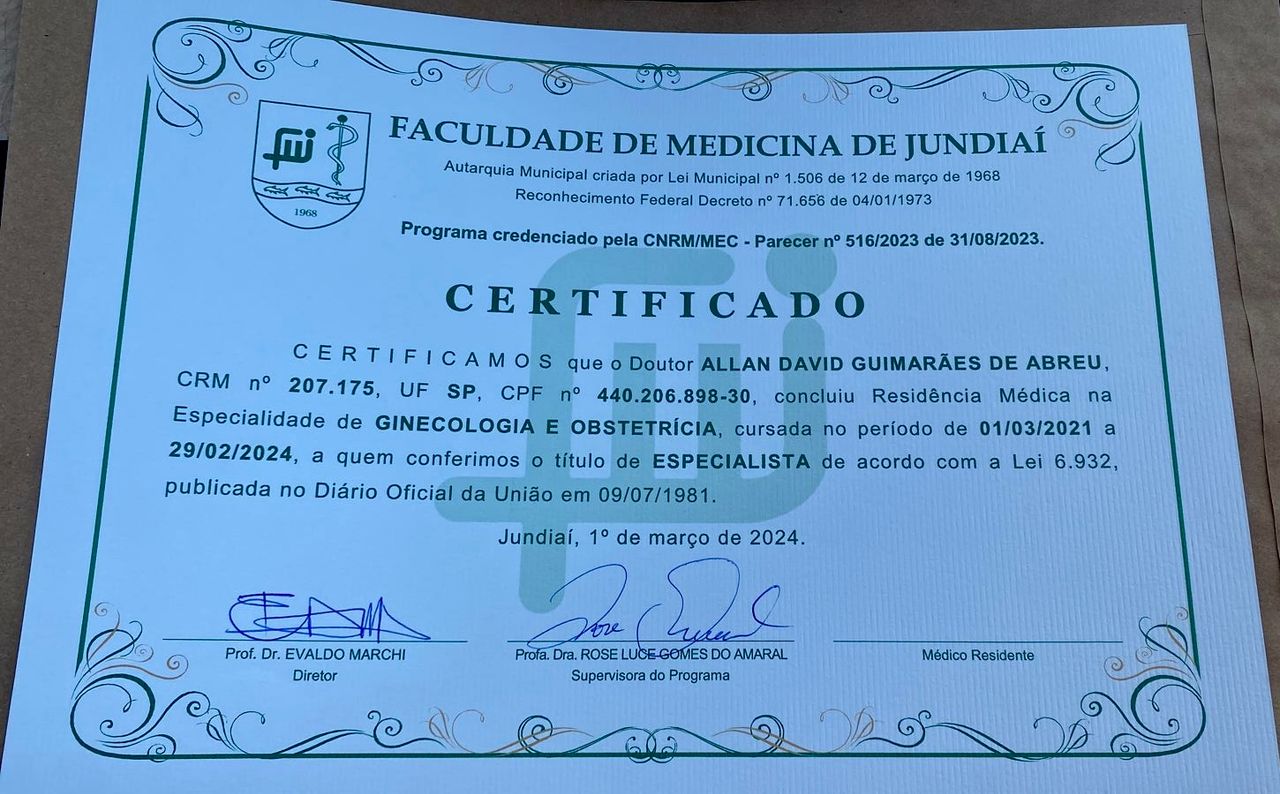 FACULDADE DE MEDICINA DE JUNDIAÍ
Autarquia Municipal criada por Lei Municipal nº 1.506 de 12 de março de 1968
Reconhecimento Federal Decreto nº 71.656 de 04/01/1973
1968
Programa credenciado pela CNRM/MEC - Parecer nº 516/2023 de 31/08/2023.
CERTIFICADO
CERTIFICAMOS que o Doutor ALLAN DAVID GUIMARÃES DE ABREU,
CRM nº 207.175, UF SP, CPF nº 440.206.898-30, concluiu Residência Médica na
Especialidade de GINECOLOGIA E OBSTETRÍCIA, cursada no período de 01/03/2021 a
29/02/2024, a quem conferimos o título de ESPECIALISTA de acordo com a Lei 6.932,
publicada no Diário Oficial da União em 09/07/1981.
Jundiaí, 1º de março de 2024.
Prof. Dr. EVALDO MARCHI
Diretor
Profa. Dra. ROSE LUCE GOMES DO AMARAL
Supervisora do Programa
Médico Residente